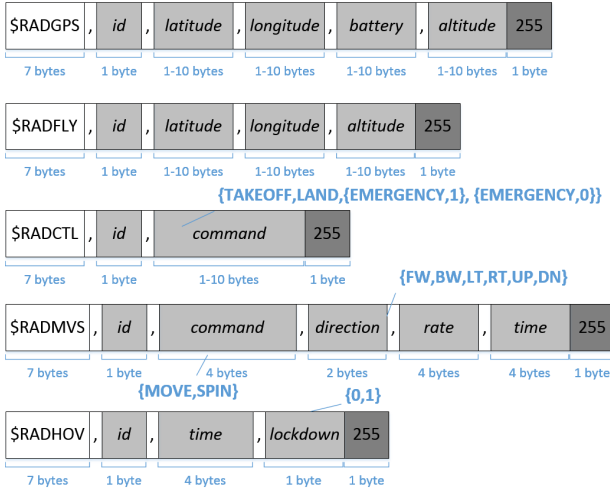 $RADGPS , id , latitude , longitude , battery , altitude 255
7 bytes 1 byte 1-10 bytes 1-10 bytes 1-10 bytes 1-10 bytes 1 byte
$RADFLY , id , latitude , longitude , altitude 255
7 bytes 1 byte 1-10 bytes 1-10 bytes 1-10 bytes 1 byte
{TAKEOFF,LAND,{EMERGENCY,1}, {EMERGENCY,0}}
$RADCTL , id , command 255
7 bytes 1 byte 1-10 bytes 1 byte
{FW,BW,LT,RT,UP,DN}
$RADMVS , id , command , direction , rate , time 255
7 bytes 1 byte 4 bytes 2 bytes 4 bytes 4 bytes 1 byte
{MOVE,SPIN} {0,1}
$RADHOV , id , time , lockdown 255
7 bytes 1 byte 4 bytes 1 byte 1 byte